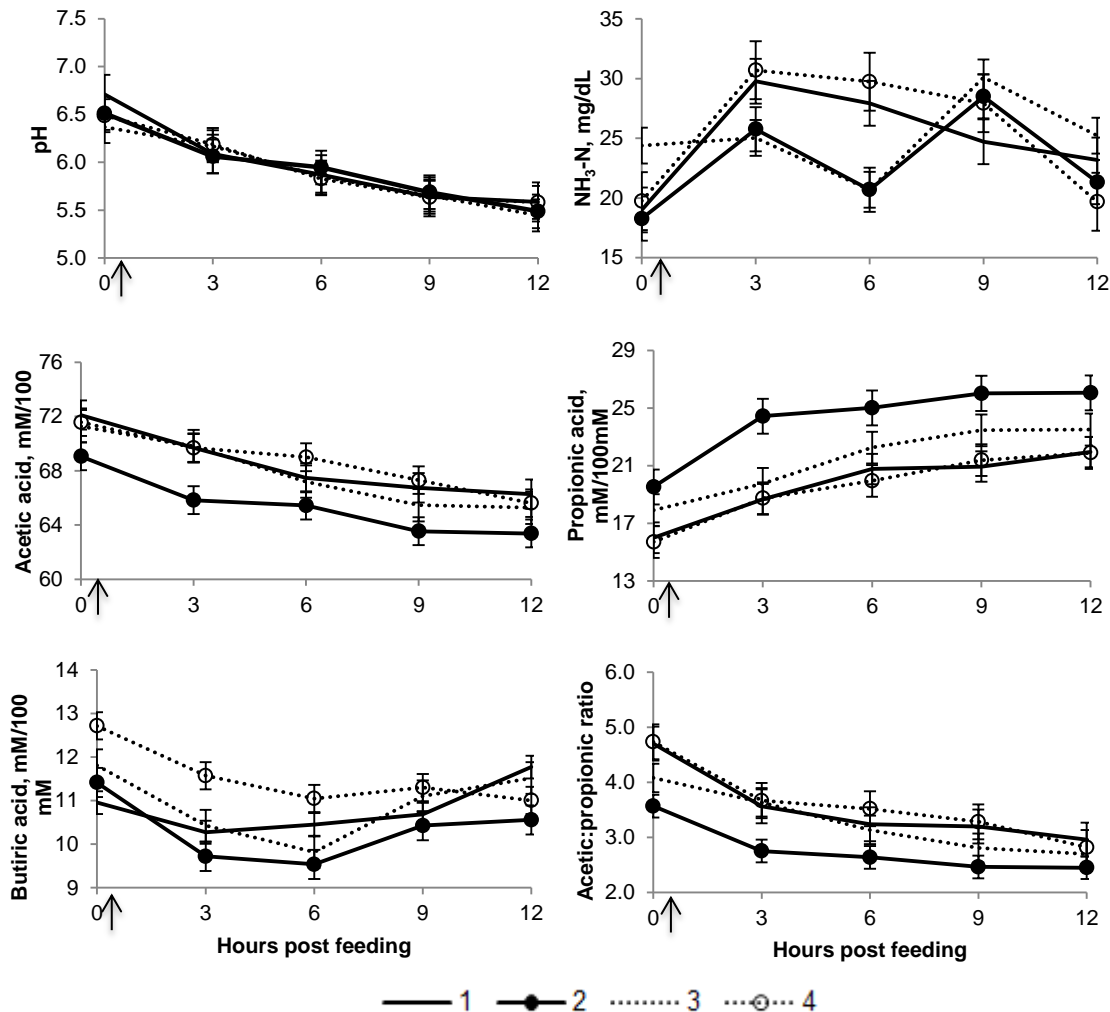 7.5
7.0
6.5
6.0
5.5
5.0
pH
0 3 6 9 12
35
30
25
20
15
NH₃-N, mg/dL
0 3 6 9 12
76
72
68
64
60
Acetic acid, mM/100
0 3 6 9 12
29
25
21
17
13
Propionic acid,
mM/100mM
0 3 6 9 12
14
13
12
11
10
9
Butiric acid, mM/100
mM
0 3 6 9 12
Hours post feeding
6.0
5.0
4.0
3.0
2.0
Acetic:propionic ratio
0 3 6 9 12
Hours post feeding
1 2 3 4